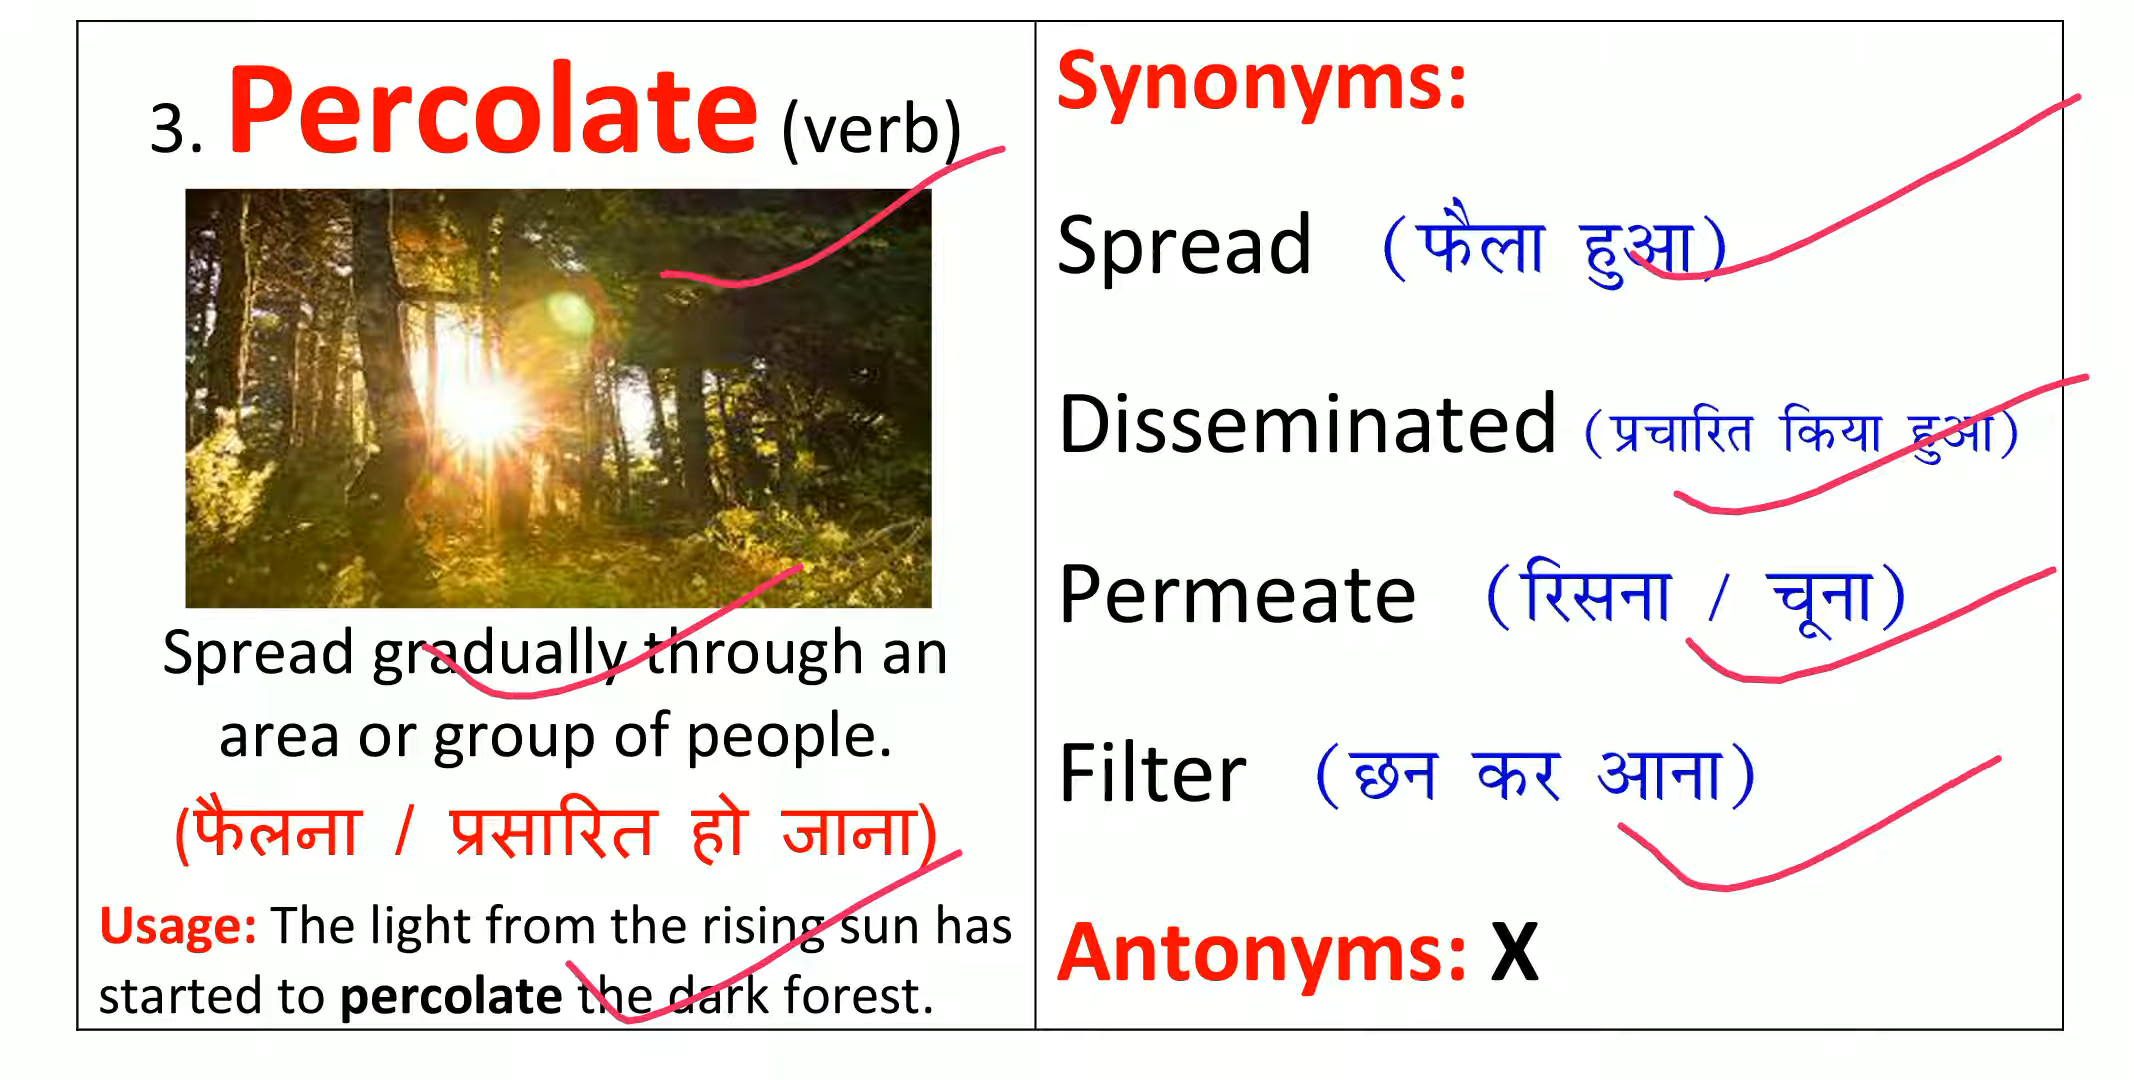 3. Percolate (verb)
Spread gradually through an
area or group of people.
(फैलना / प्रसारित हो जाना)
Usage: The light from the rising sun has
started to percolate the dark forest.
Synonyms:
Spread (फैला हुआ)
Disseminated (प्रचारित किया हुआ)
Permeate (रिसना / चूना)
Filter (छन कर आना)
Antonyms: X